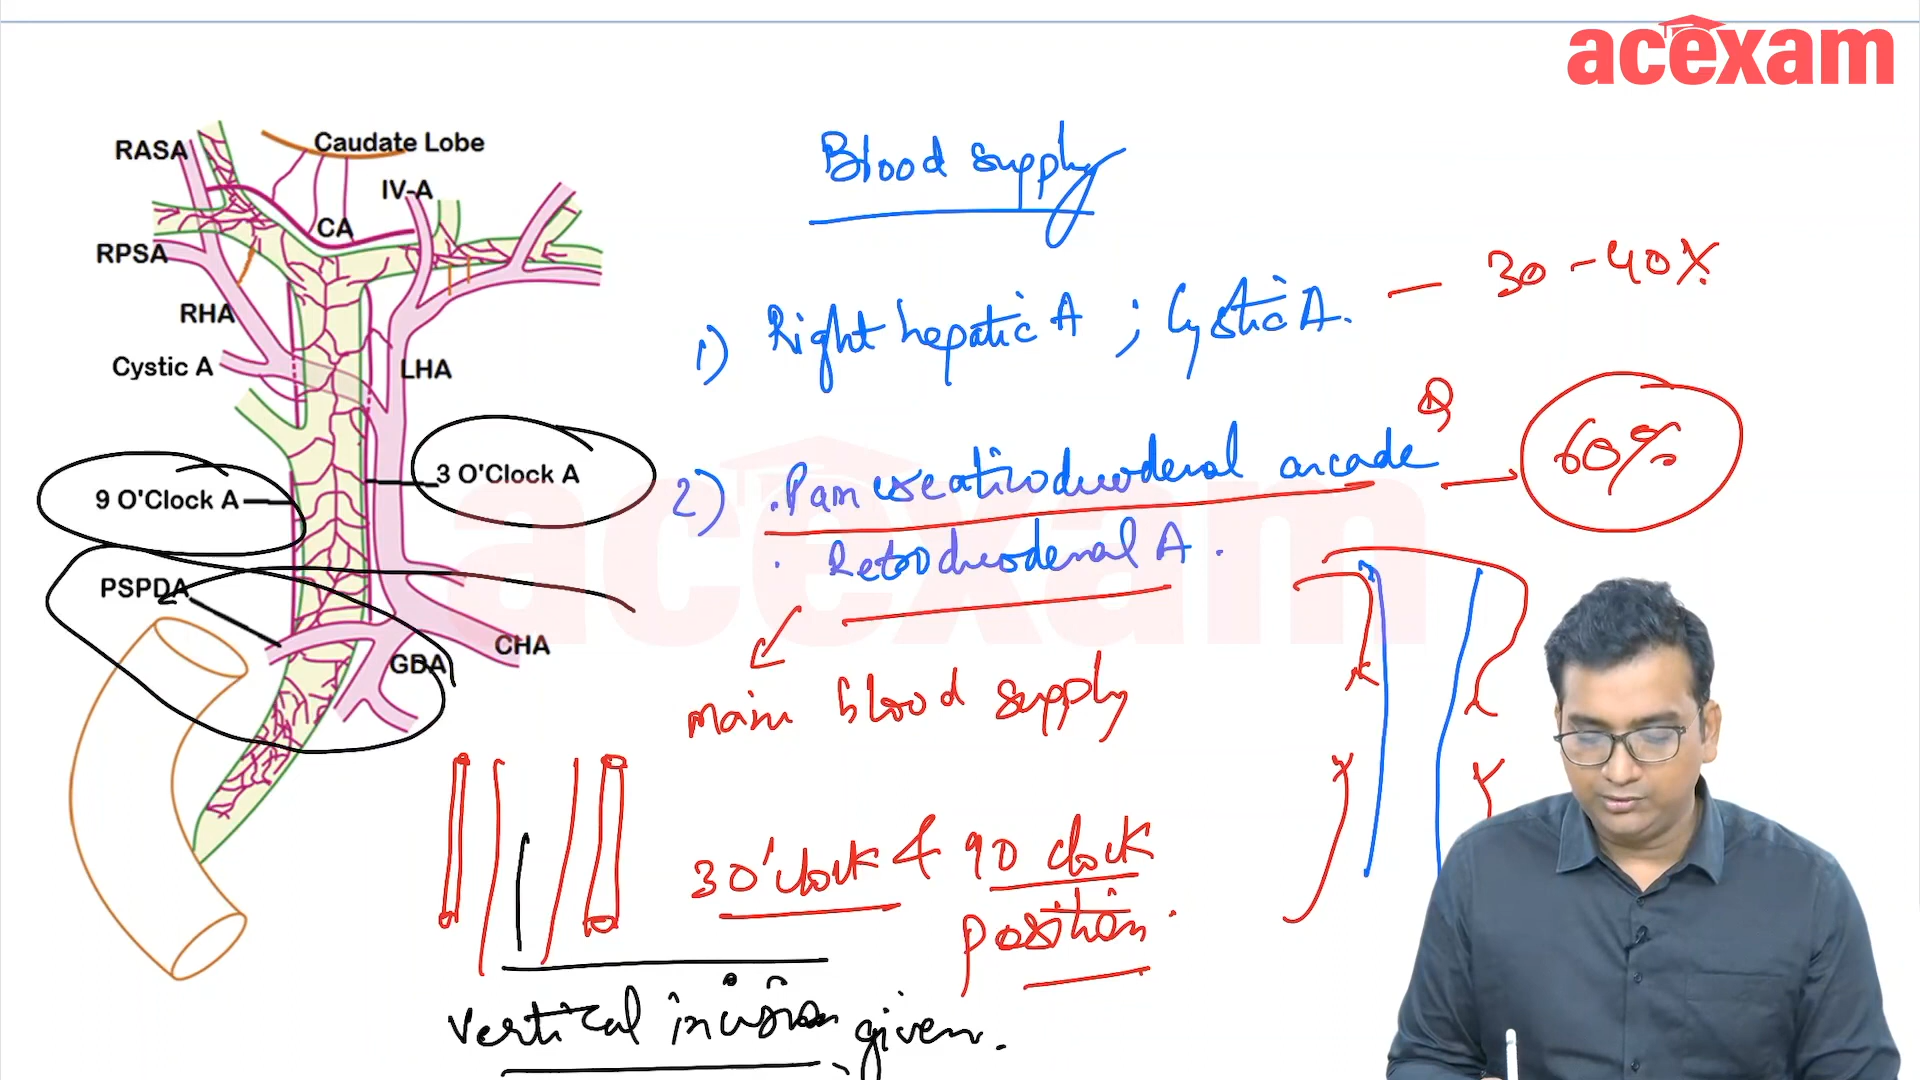 acexam
RASA
Caudate Lobe
IV-A
CA
RPSA
RHA
Cystic A
LHA
3 O'Clock A
9 O'Clock A
PSPDA
CHA
GDA
Blood supply
1) Right hepatic A ; Cystic A. — 30 - 40%
2) . Pancreaticoduodenal arcade Q — 60%
. Retroduodenal A .
main blood supply
3 O'clock & 9 O clock
position.
vertical incision given.
acexam